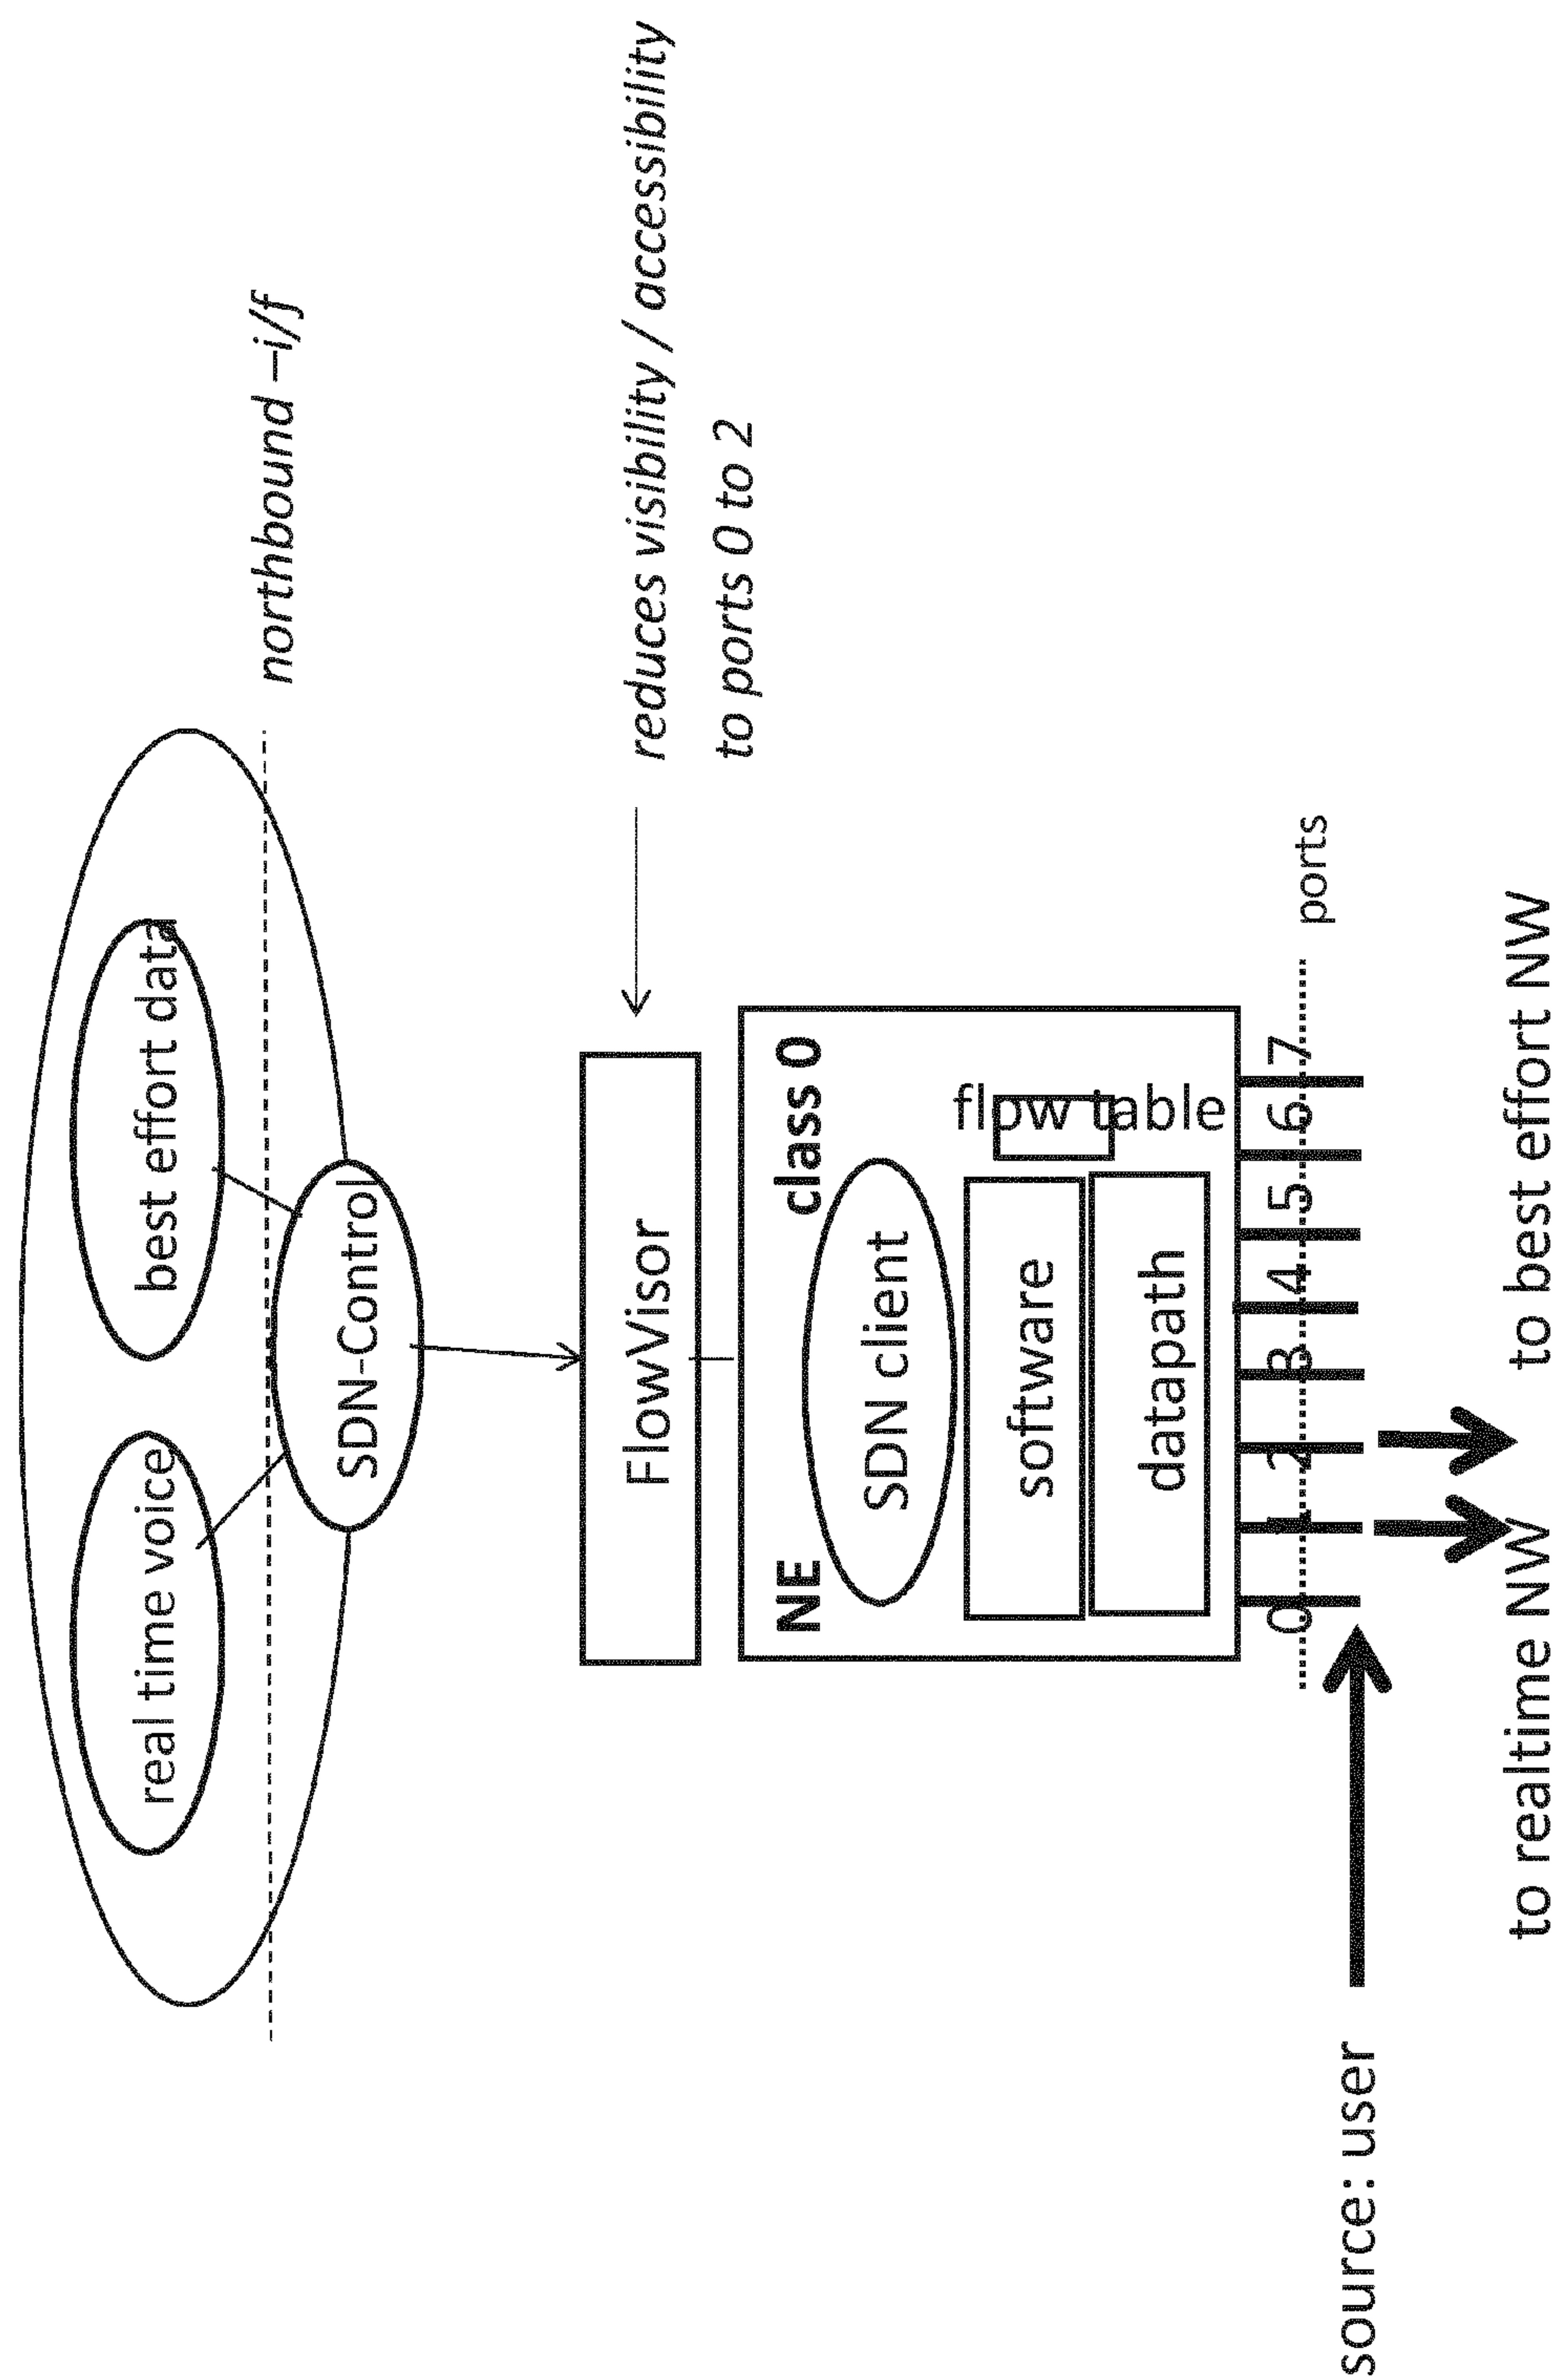 real time voice
best effort data
northbound –i/f
SDN-Control
FlowVisor
reduces visibility / accessibility
to ports 0 to 2
NE
class 0
SDN client
software
flow table
datapath
0 1 2 3 4 5 6 7
ports
source: user
to realtime NW
to best effort NW